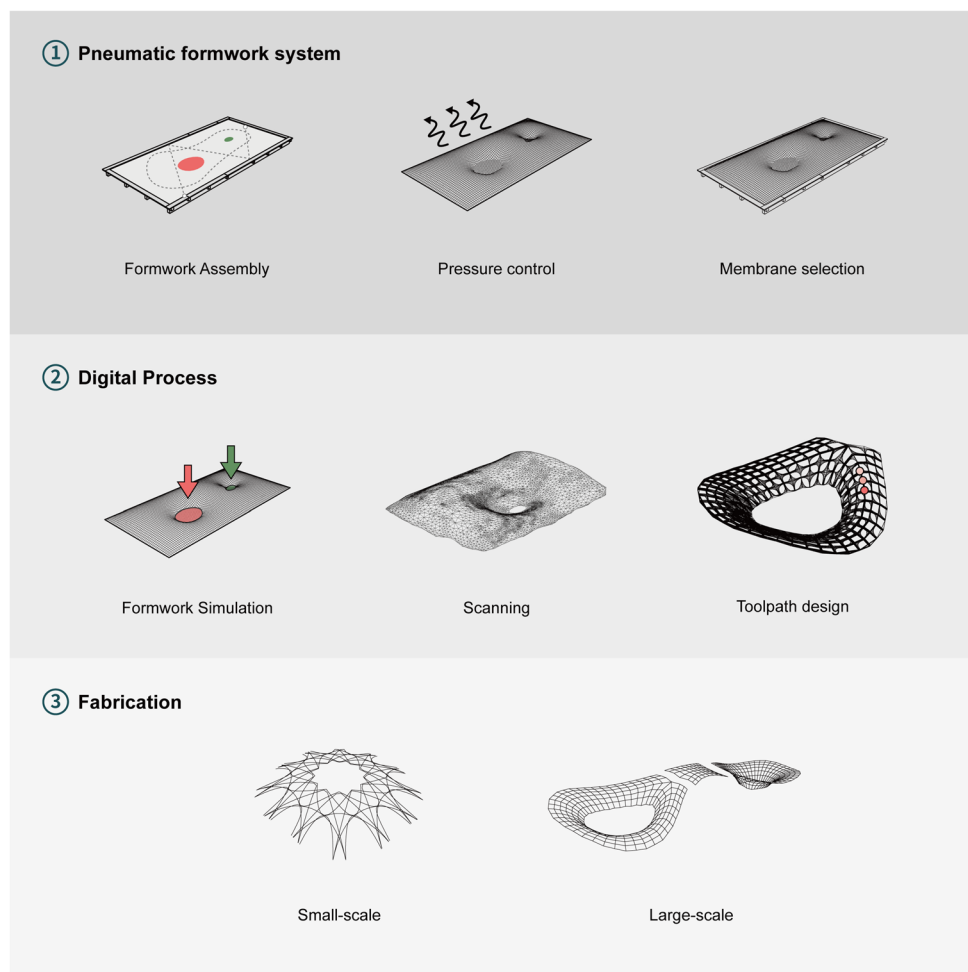 ① Pneumatic formwork system
Formwork Assembly
Pressure control
Membrane selection
② Digital Process
Formwork Simulation
Scanning
Toolpath design
③ Fabrication
Small-scale
Large-scale